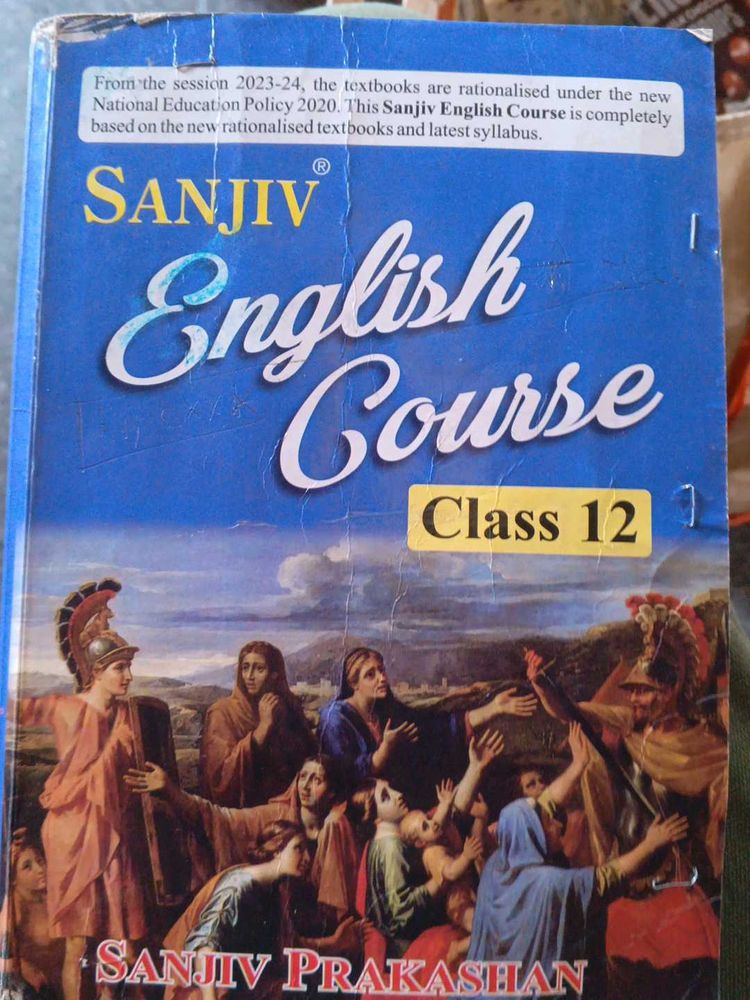 From the session 2023-24, the textbooks are rationalised under the new
National Education Policy 2020. This Sanjiv English Course is completely
based on the new rationalised textbooks and latest syllabus.
SANJIV®
English
Course
Class 12
SANJIV PRAKASHAN